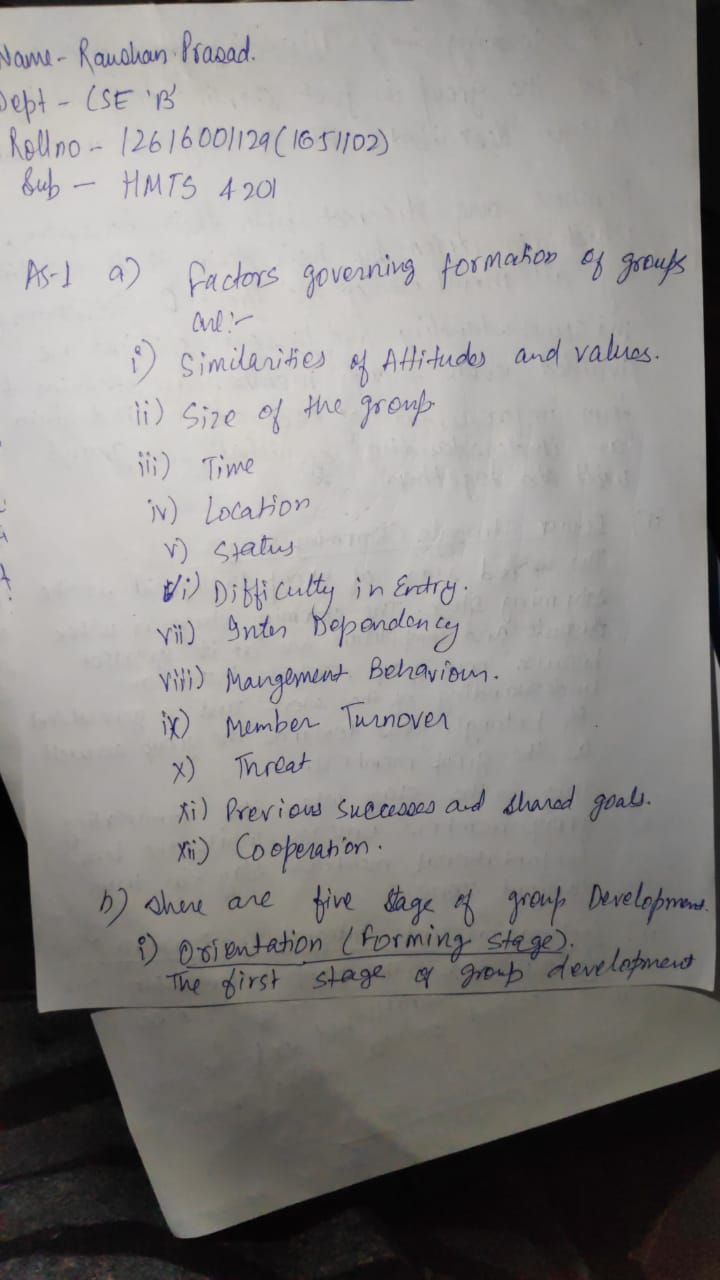 Name - Raushan Prasad.
Dept - CSE 'B'
Rollno - 12616001129 (1651102)
Sub - HMTS 4201
AS-1 a) factors governing formation of groups
are:-
i) Similarities of Attitudes and values.
ii) Size of the group
iii) Time
iv) Location
v) Status
vi) Difficulty in Entry.
vii) Inter Dependency
viii) Mangement Behaviour.
ix) Member Turnover
x) Threat
xi) Previous Successes and shared goals.
xii) Cooperation.
b) There are five stage of group Development.
i) Orientation (forming stage).
The first stage of group development